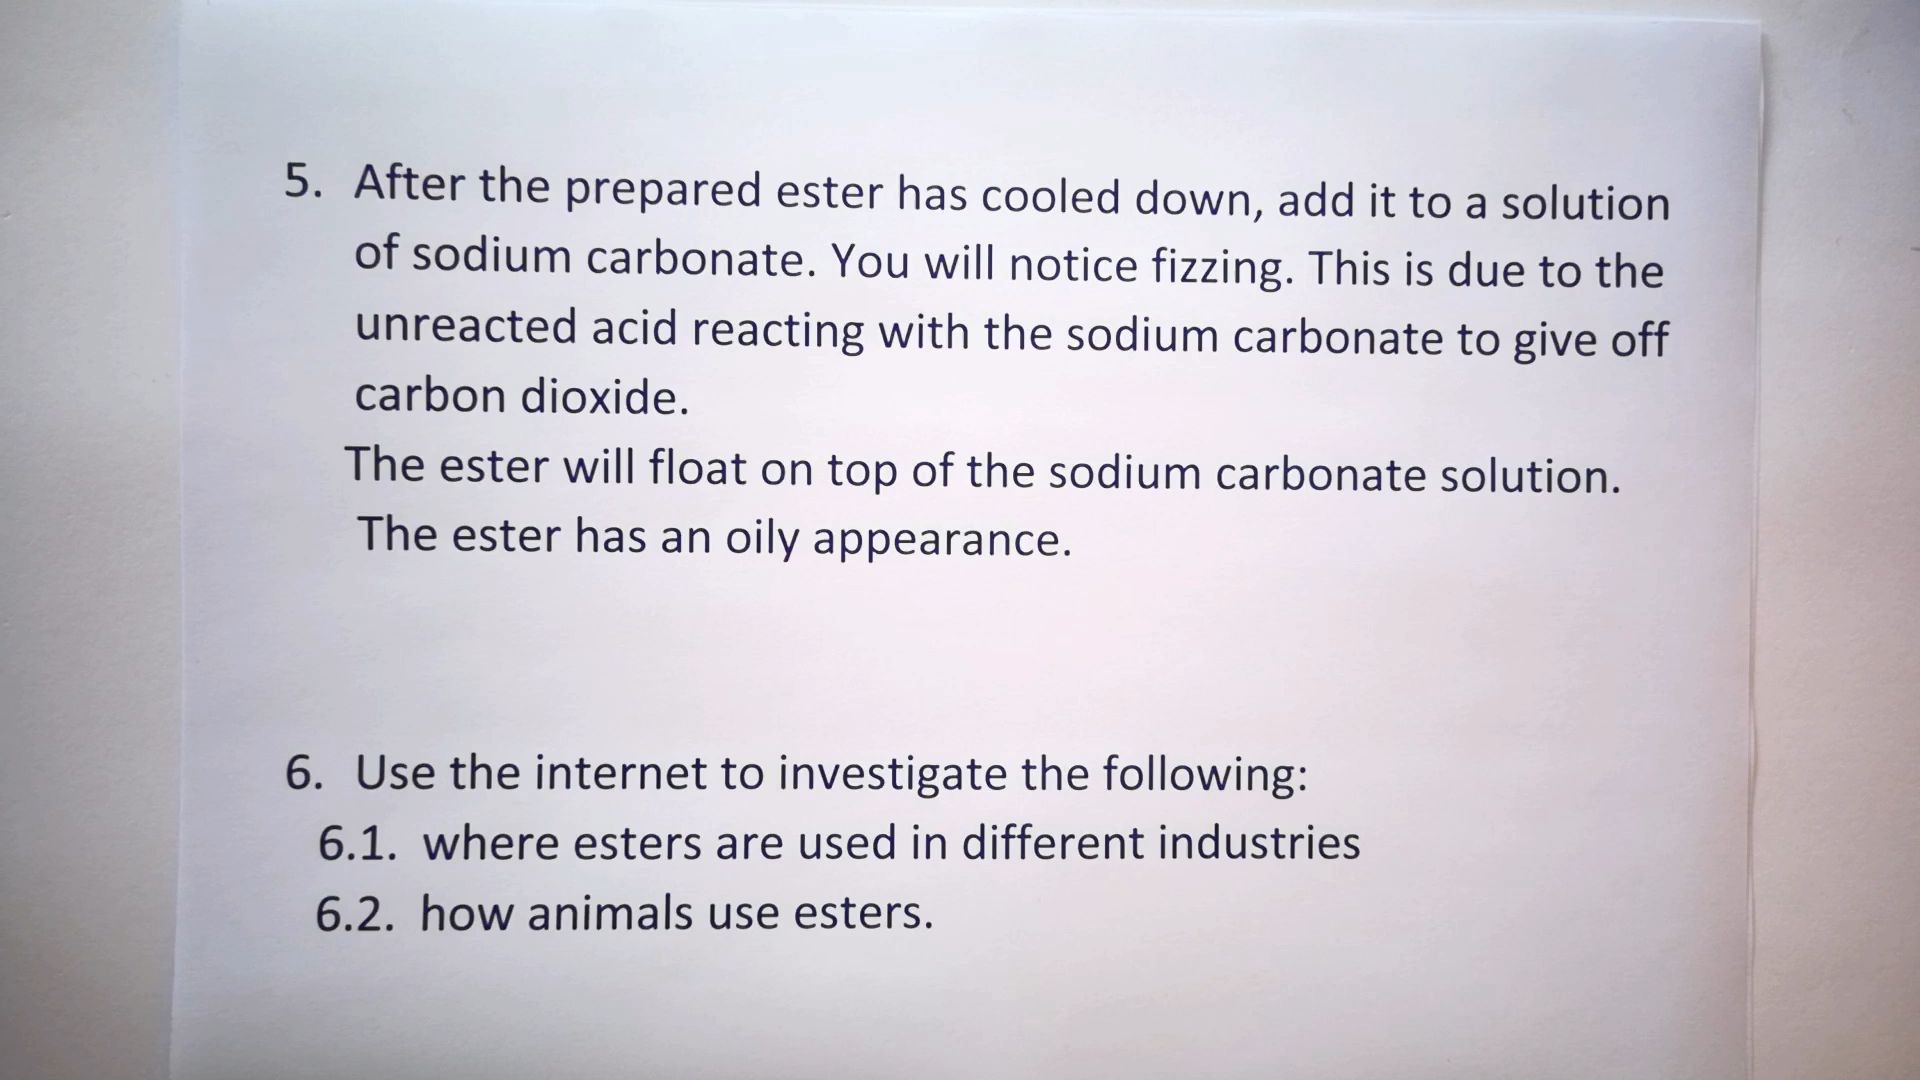 5. After the prepared ester has cooled down, add it to a solution
of sodium carbonate. You will notice fizzing. This is due to the
unreacted acid reacting with the sodium carbonate to give off
carbon dioxide.
The ester will float on top of the sodium carbonate solution.
The ester has an oily appearance.
6. Use the internet to investigate the following:
6.1. where esters are used in different industries
6.2. how animals use esters.